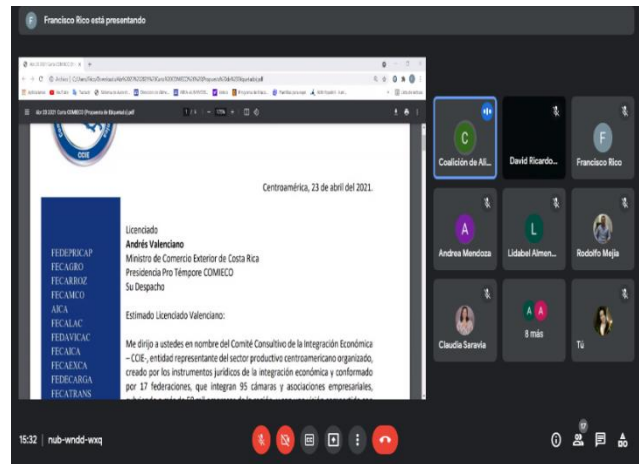 Francisco Rico está presentando
CCIE
Centroamérica, 23 de abril del 2021.
Licenciado
Andrés Valenciano
Ministro de Comercio Exterior de Costa Rica
Presidencia Pro Témpore COMIECO
Su Despacho
Estimado Licenciado Valenciano:
Me dirijo a ustedes en nombre del Comité Consultivo de la Integración Económica
– CCIE-, entidad representante del sector productivo centroamericano organizado,
creado por los instrumentos jurídicos de la integración económica y conformado
por 17 federaciones, que integran 95 cámaras y asociaciones empresariales,
FEDEPRICAP
FECAGRO
FECARROZ
FECAMCO
AICA
FECALAC
FEDAVICAC
FECAICA
FECAEXCA
FEDECARGA
FECATRANS
C
Coalición de Ali...
David Ricardo...
F
Francisco Rico
A
Andrea Mendoza
L
Lidabel Almen...
Rodolfo Mejia
Claudia Saravia
A A
8 más
Tú
15:32 | nub-wndd-wxq
17